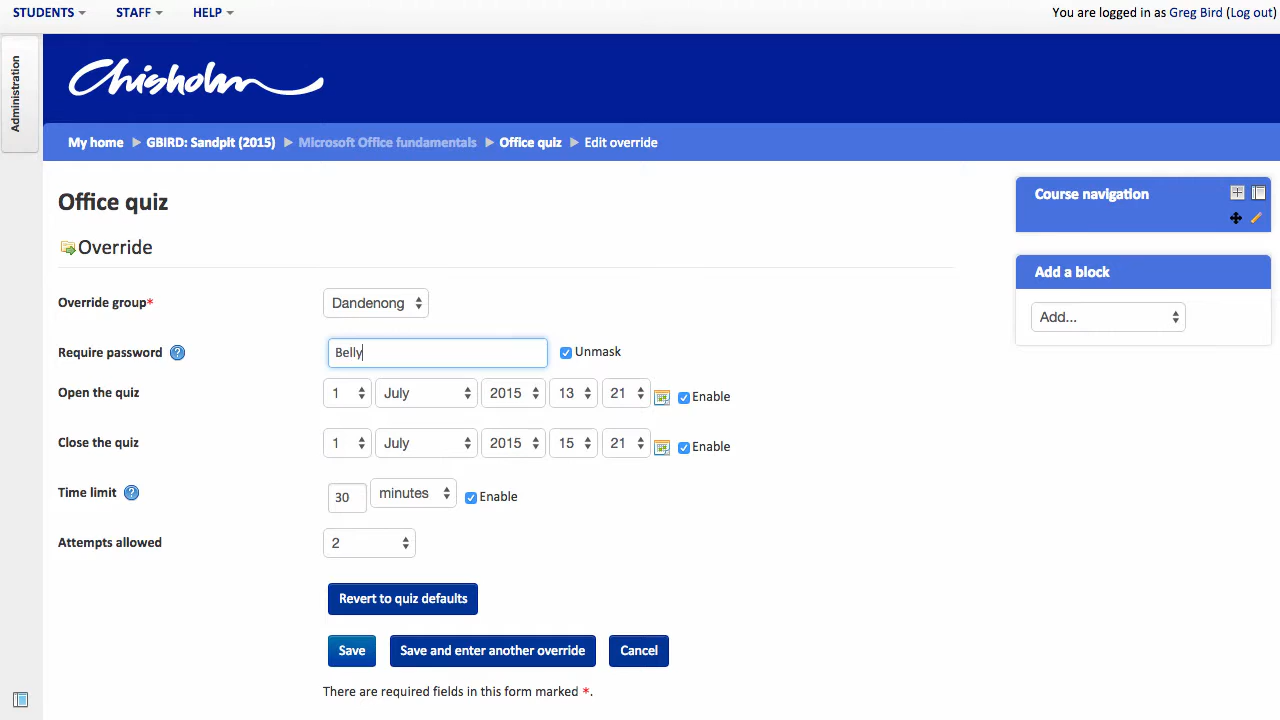 STUDENTS STAFF HELP You are logged in as Greg Bird (Log out)
Administration
Chisholm
My home GBIRD: Sandpit (2015) Microsoft Office fundamentals Office quiz Edit override
Office quiz
Override
Override group* Dandenong
Require password Belly Unmask
Open the quiz 1 July 2015 13 21 Enable
Close the quiz 1 July 2015 15 21 Enable
Time limit 30 minutes Enable
Attempts allowed 2
Revert to quiz defaults
Save Save and enter another override Cancel
There are required fields in this form marked *.
Course navigation
Add a block
Add...